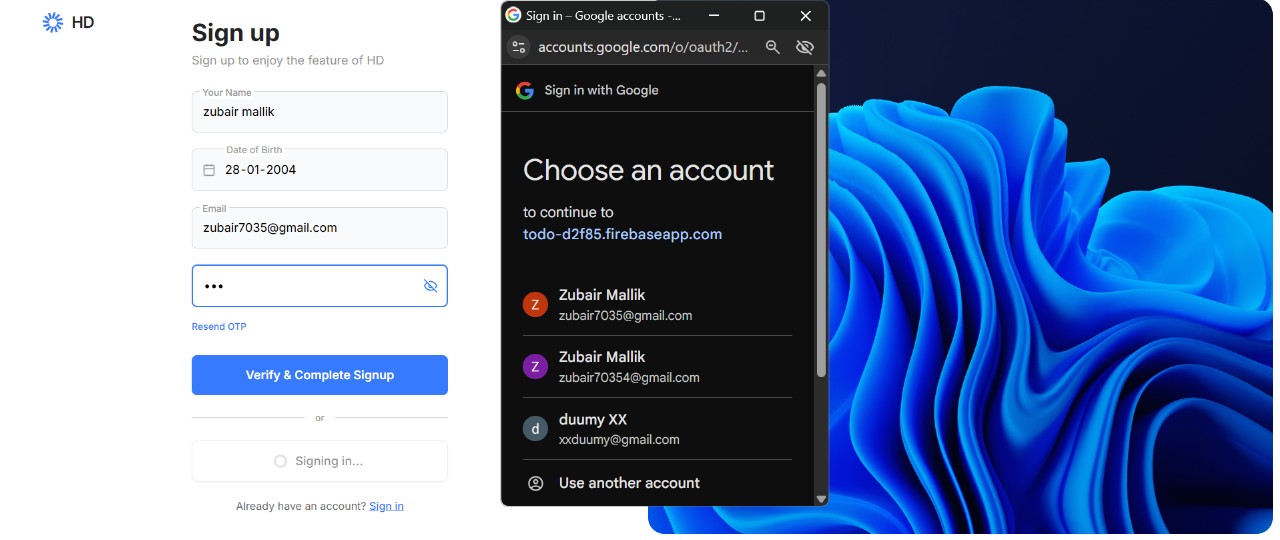 HD
Sign up
Sign up to enjoy the feature of HD
Your Name
zubair mallik
Date of Birth
28-01-2004
Email
zubair7035@gmail.com
•••
Resend OTP
Verify & Complete Signup
or
Signing in...
Already have an account? Sign in
Sign in – Google accounts -...
accounts.google.com/o/oauth2/...
Sign in with Google
Choose an account
to continue to
todo-d2f85.firebaseapp.com
Z
Zubair Mallik
zubair7035@gmail.com
Z
Zubair Mallik
zubair70354@gmail.com
d
duumy XX
xxduumy@gmail.com
Use another account